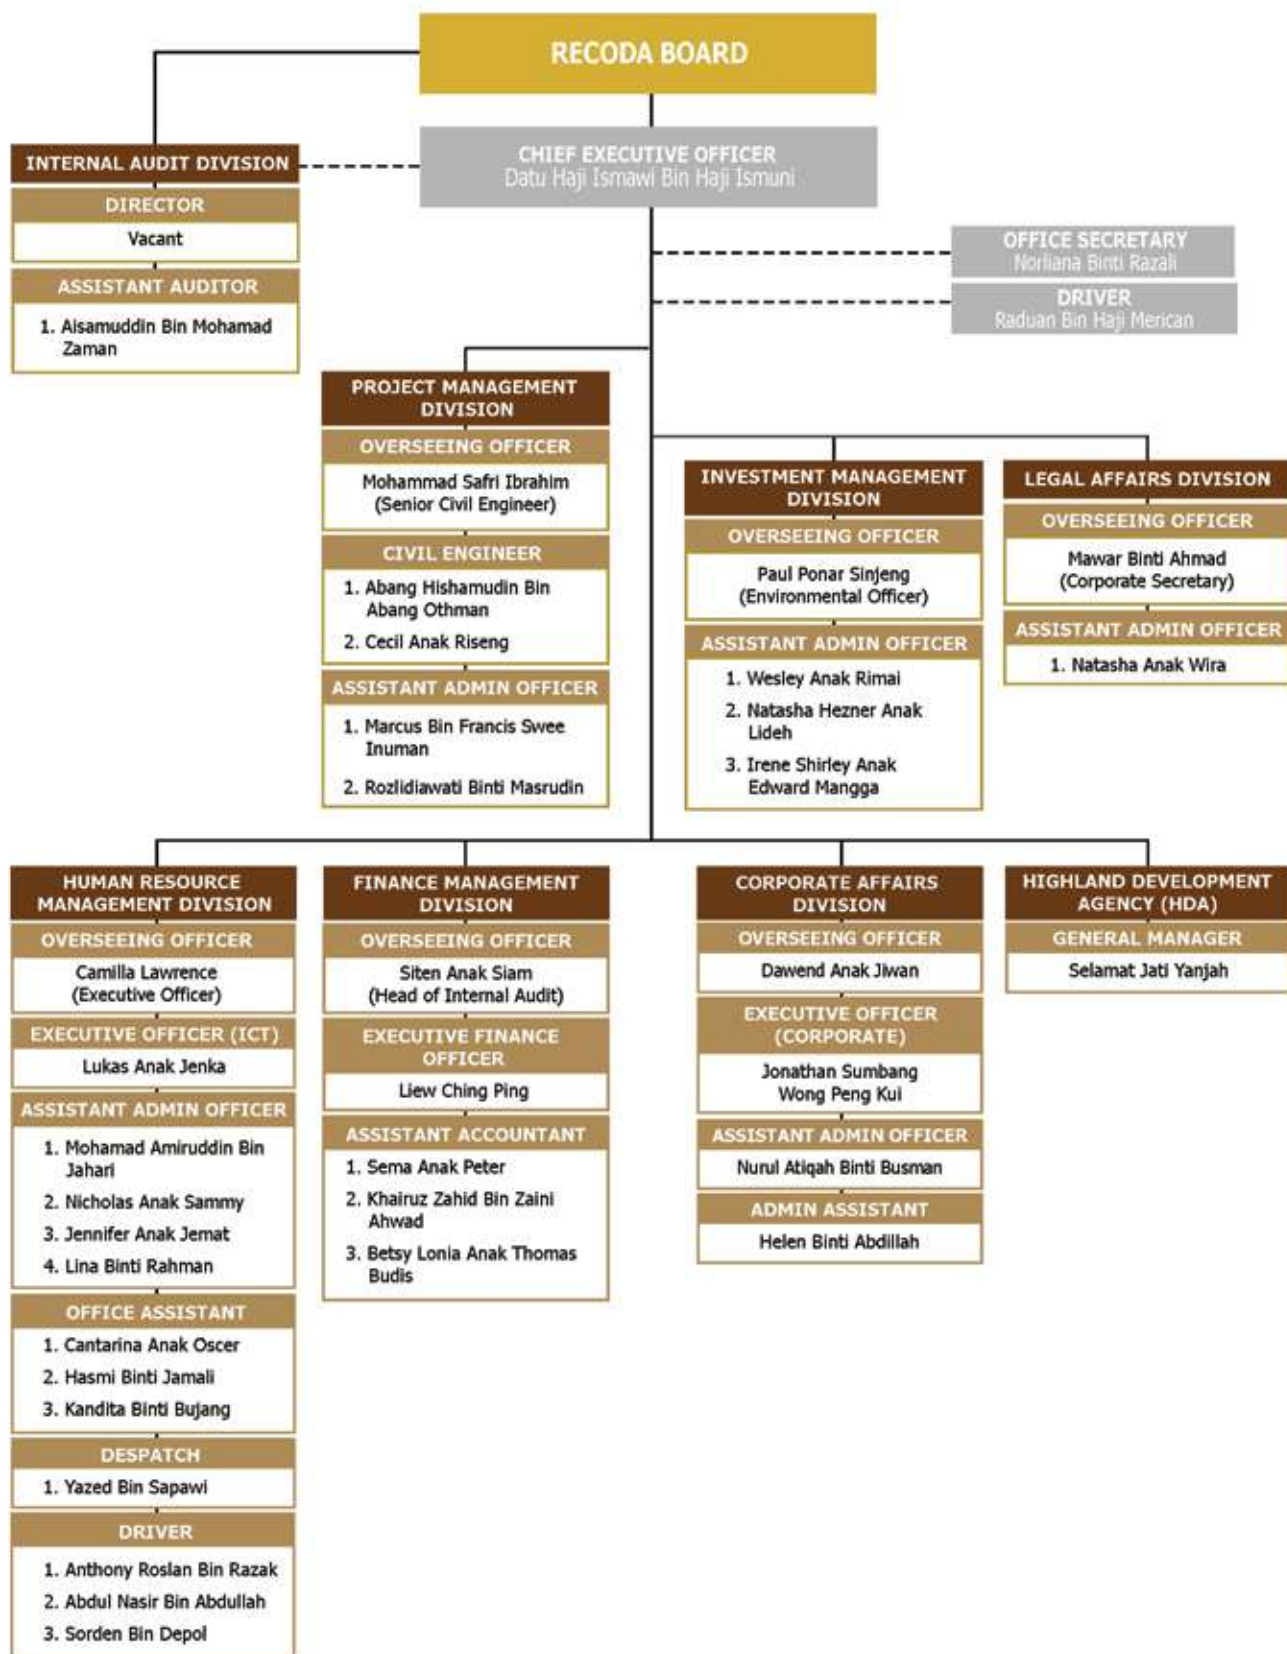 RECODA BOARD
CHIEF EXECUTIVE OFFICER
Datu Haji Ismawi Bin Haji Ismuni
INTERNAL AUDIT DIVISION
DIRECTOR
Vacant
ASSISTANT AUDITOR
1. Aisamuddin Bin Mohamad
Zaman
OFFICE SECRETARY
Norliana Binti Razali
DRIVER
Raduan Bin Haji Merican
PROJECT MANAGEMENT
DIVISION
OVERSEEING OFFICER
Mohammad Safri Ibrahim
(Senior Civil Engineer)
CIVIL ENGINEER
1. Abang Hishamudin Bin
Abang Othman
2. Cecil Anak Riseng
ASSISTANT ADMIN OFFICER
1. Marcus Bin Francis Swee
Inuman
2. Rozlidiawati Binti Masrudin
INVESTMENT MANAGEMENT
DIVISION
OVERSEEING OFFICER
Paul Ponar Sinjeng
(Environmental Officer)
ASSISTANT ADMIN OFFICER
1. Wesley Anak Rimai
2. Natasha Hezner Anak
Lideh
3. Irene Shirley Anak
Edward Mangga
LEGAL AFFAIRS DIVISION
OVERSEEING OFFICER
Mawar Binti Ahmad
(Corporate Secretary)
ASSISTANT ADMIN OFFICER
1. Natasha Anak Wira
HUMAN RESOURCE
MANAGEMENT DIVISION
OVERSEEING OFFICER
Camilla Lawrence
(Executive Officer)
EXECUTIVE OFFICER (ICT)
Lukas Anak Jenka
ASSISTANT ADMIN OFFICER
1. Mohamad Amiruddin Bin
Jahari
2. Nicholas Anak Sammy
3. Jennifer Anak Jemat
4. Lina Binti Rahman
OFFICE ASSISTANT
1. Cantarina Anak Oscer
2. Hasmi Binti Jamali
3. Kandita Binti Bujang
DESPATCH
1. Yazed Bin Sapawi
DRIVER
1. Anthony Roslan Bin Razak
2. Abdul Nasir Bin Abdullah
3. Sorden Bin Depol
FINANCE MANAGEMENT
DIVISION
OVERSEEING OFFICER
Siten Anak Siam
(Head of Internal Audit)
EXECUTIVE FINANCE
OFFICER
Liew Ching Ping
ASSISTANT ACCOUNTANT
1. Sema Anak Peter
2. Khairuz Zahid Bin Zaini
Ahwad
3. Betsy Lonia Anak Thomas
Budis
CORPORATE AFFAIRS
DIVISION
OVERSEEING OFFICER
Dawend Anak Jiwan
EXECUTIVE OFFICER
(CORPORATE)
Jonathan Sumbang
Wong Peng Kui
ASSISTANT ADMIN OFFICER
Nurul Atiqah Binti Busman
ADMIN ASSISTANT
Helen Binti Abdillah
HIGHLAND DEVELOPMENT
AGENCY (HDA)
GENERAL MANAGER
Selamat Jati Yanjah